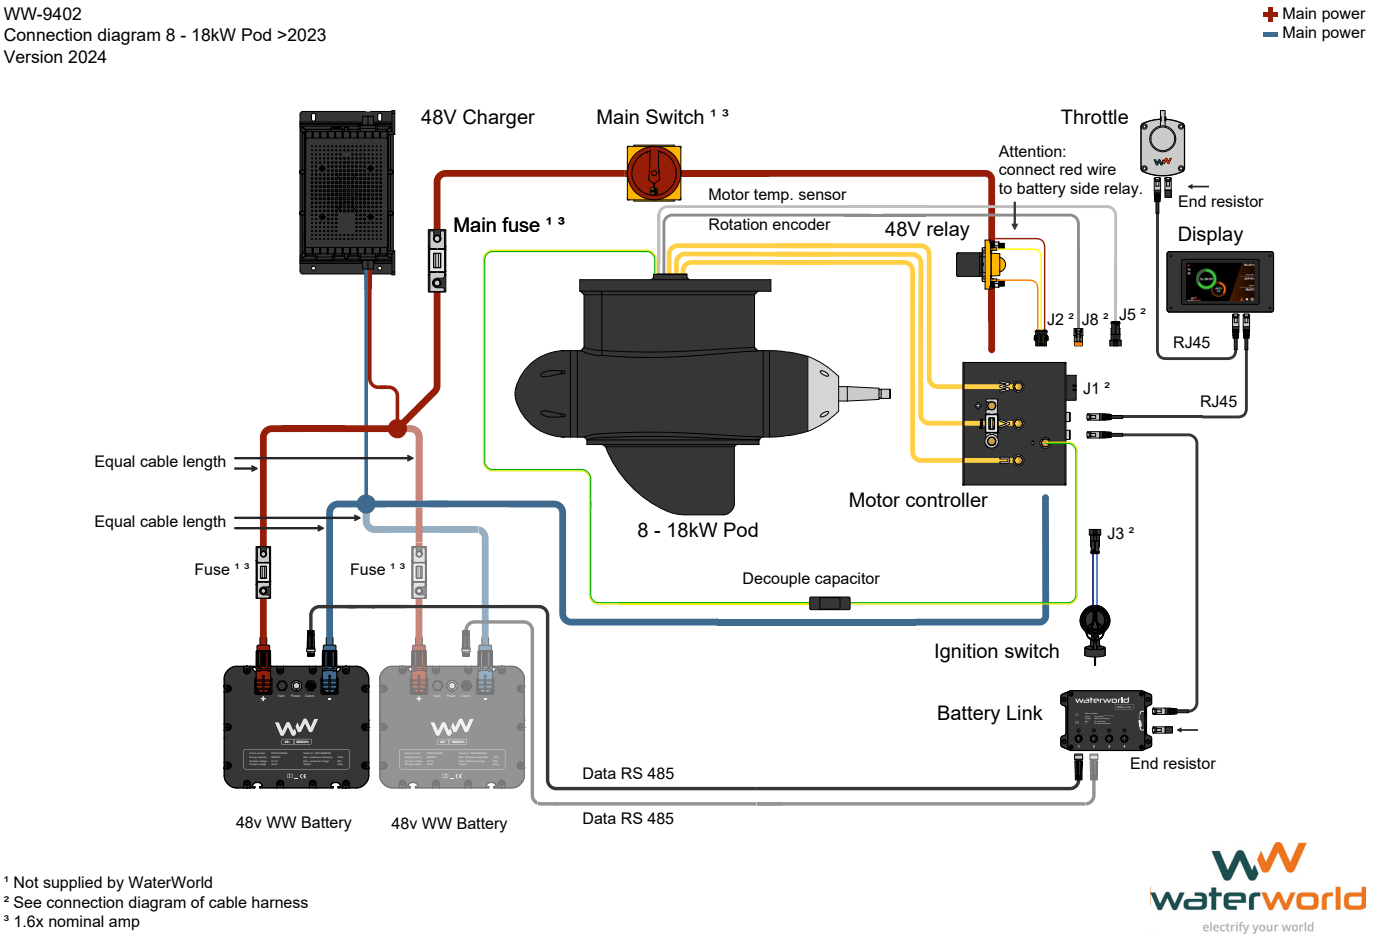 WW-9402
Connection diagram 8 - 18kW Pod >2023
Version 2024
Main power
Main power
48V Charger
Main Switch ¹ ³
Throttle
Attention:
connect red wire
to battery side relay.
End resistor
Motor temp. sensor
Rotation encoder
Main fuse ¹ ³
48V relay
Display
J2 ²
J8 ²
J5 ²
RJ45
J1 ²
RJ45
Equal cable length
Motor controller
Equal cable length
8 - 18kW Pod
J3 ²
Fuse ¹ ³
Fuse ¹ ³
Decouple capacitor
Ignition switch
waterworld
Battery Link
End resistor
Data RS 485
Data RS 485
48v WW Battery
48v WW Battery
¹ Not supplied by WaterWorld
² See connection diagram of cable harness
³ 1.6x nominal amp
waterworld
electrify your world